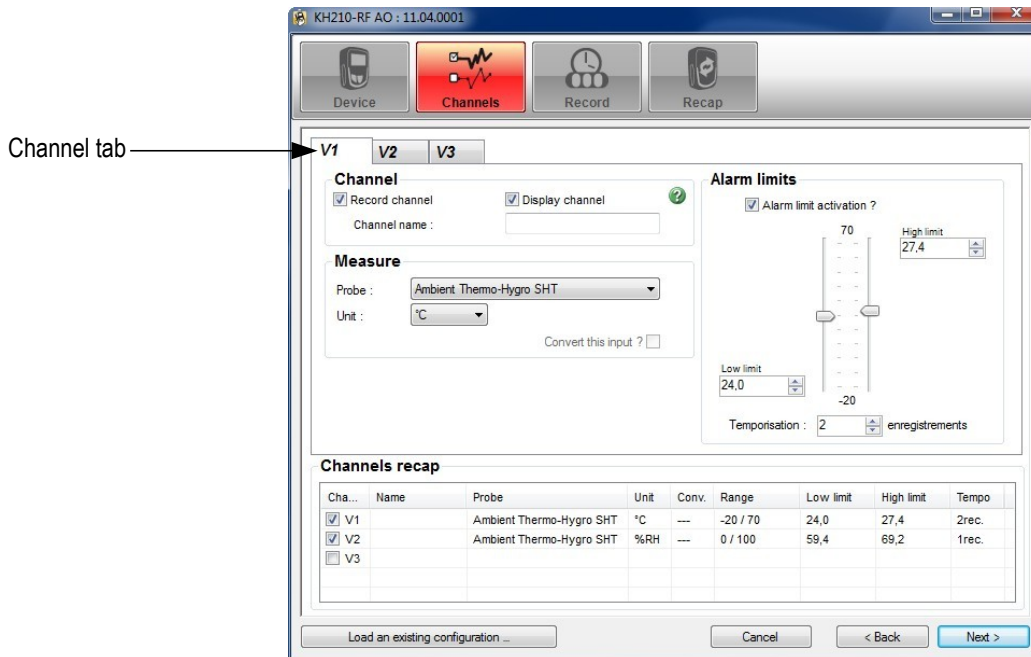 KH210-RF AO : 11.04.0001
Device Channels Record Recap
Channel tab
V1 V2 V3
Channel
Record channel Display channel
Channel name :
Measure
Probe : Ambient Thermo-Hygro SHT
Unit : °C
Convert this input ?
Alarm limits
Alarm limit activation ?
70
High limit
27,4
Low limit
24,0
-20
Temporisation : 2 enregistrements
Channels recap
Cha... Name Probe Unit Conv. Range Low limit High limit Tempo
V1 Ambient Thermo-Hygro SHT °C --- -20 / 70 24,0 27,4 2rec.
V2 Ambient Thermo-Hygro SHT %RH --- 0 / 100 59,4 69,2 1rec.
V3
Load an existing configuration ... Cancel < Back Next >